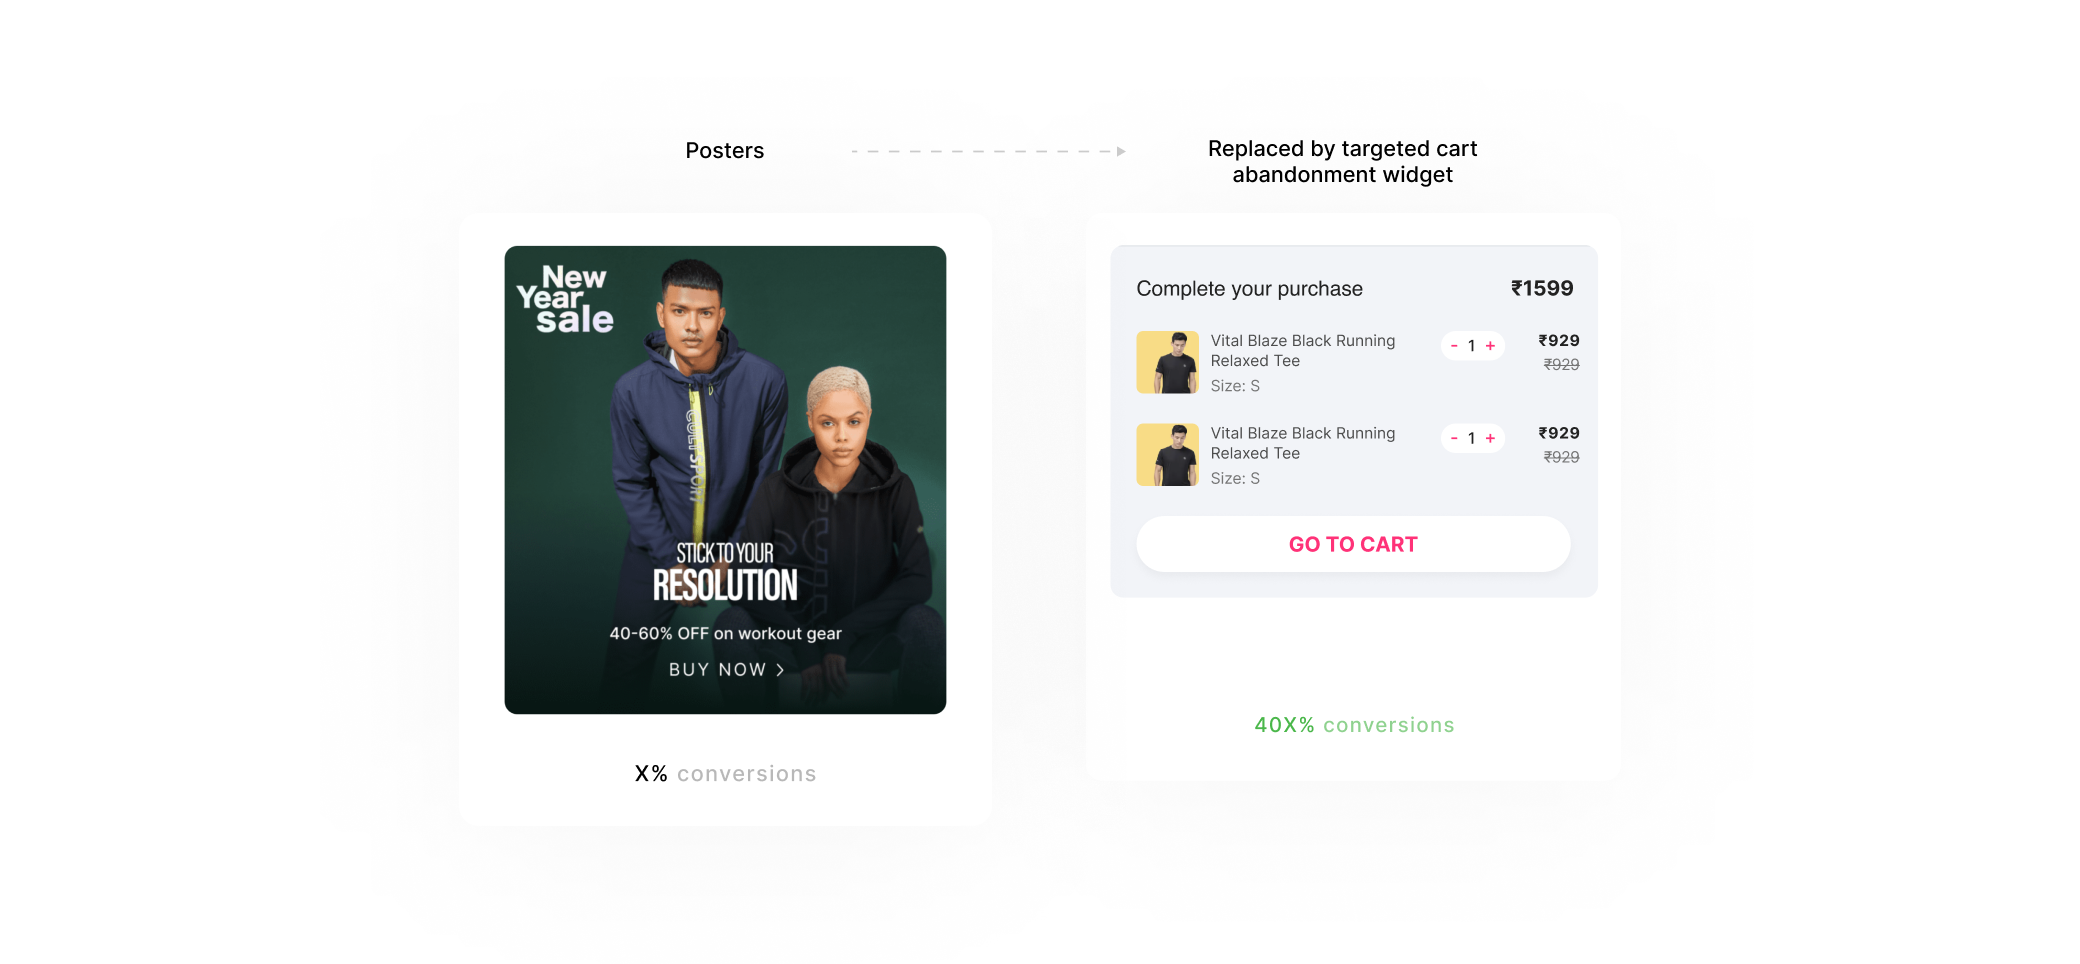 Posters
Replaced by targeted cart
abandonment widget
New
Year
sale
CULTSPORT
STICK TO YOUR
RESOLUTION
40-60% OFF on workout gear
BUY NOW >
X% conversions
Complete your purchase ₹1599
Vital Blaze Black Running - 1 + ₹929
Relaxed Tee ₹929
Size: S
Vital Blaze Black Running - 1 + ₹929
Relaxed Tee ₹929
Size: S
GO TO CART
40X% conversions